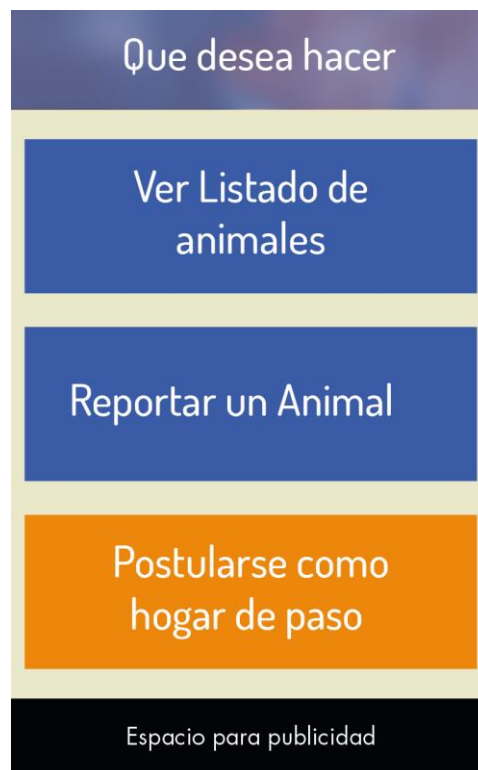 Que desea hacer
Ver Listado de
animales
Reportar un Animal
Postularse como
hogar de paso
Espacio para publicidad